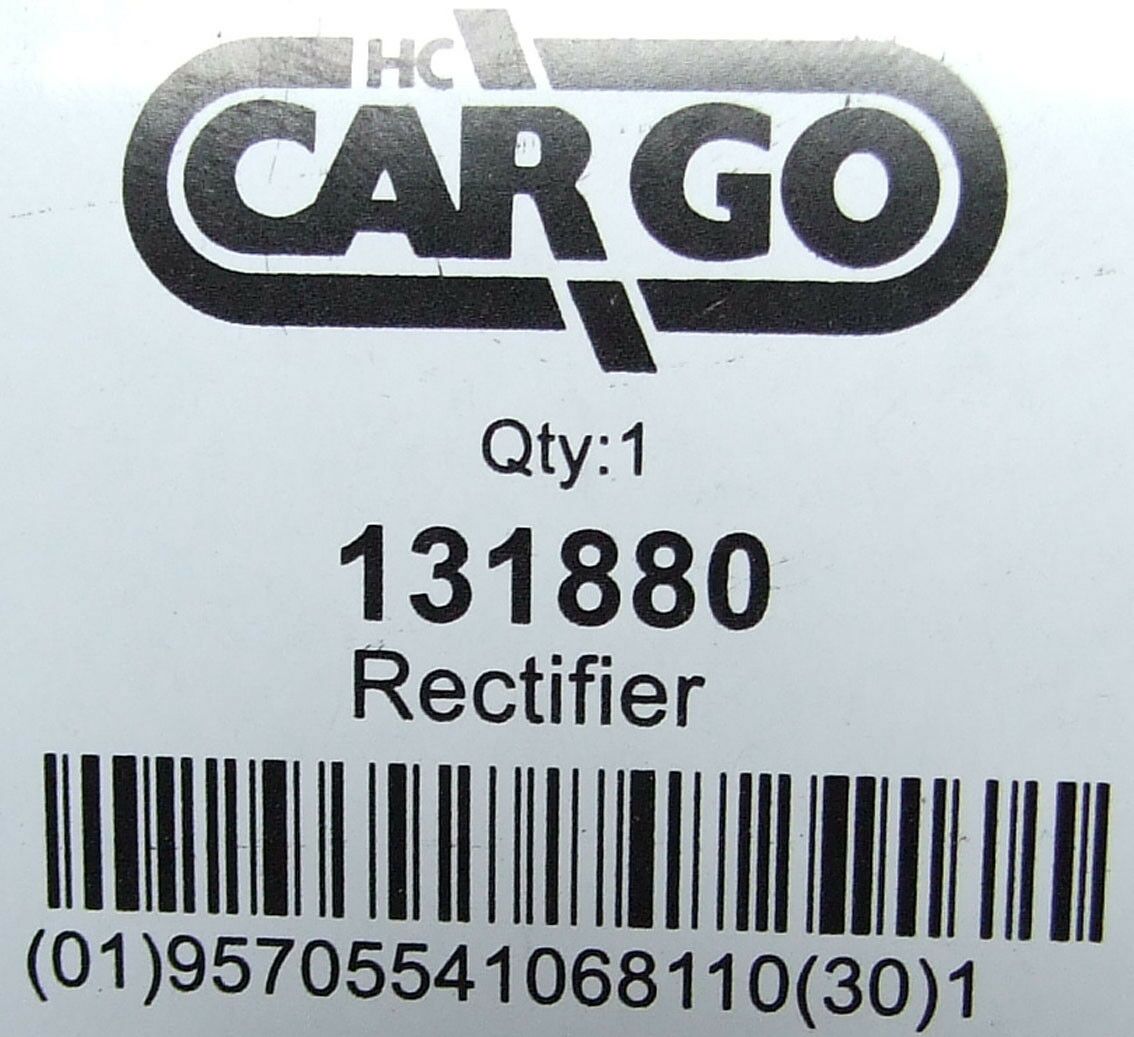 HC
CARGO
Qty:1
131880
Rectifier
(01)95705541068110(30)1